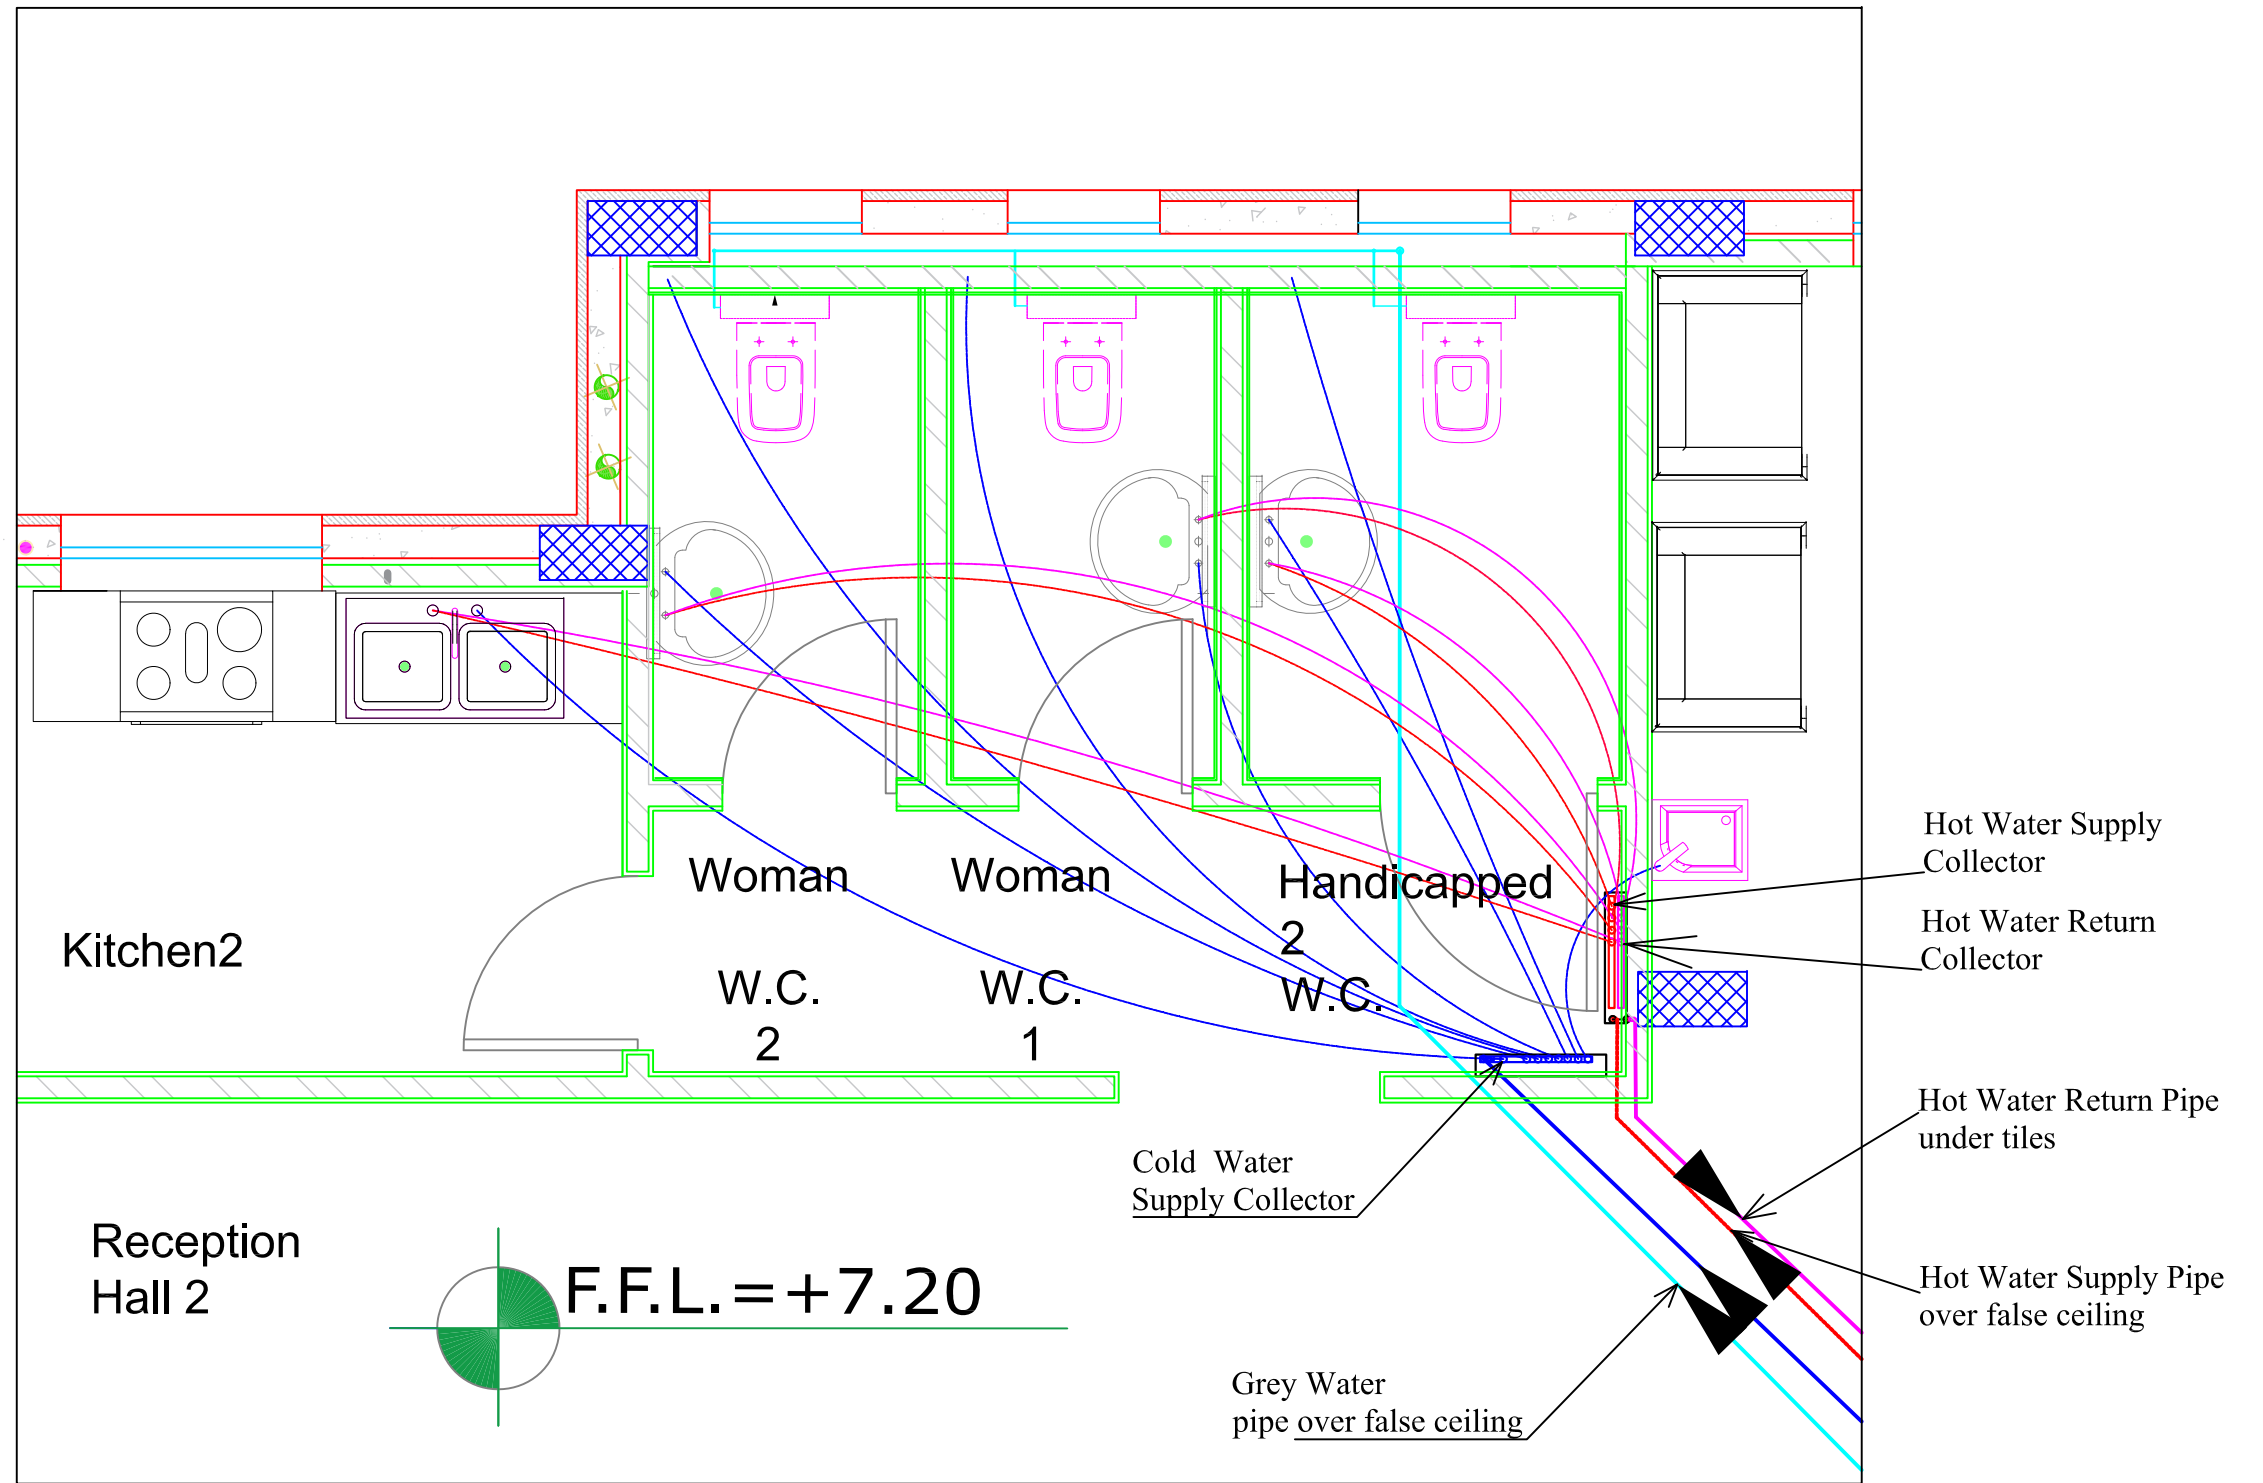 Woman
W.C.
2
Woman
W.C.
1
Handicapped
2
W.C.
Kitchen2
Hot Water Supply
Collector
Hot Water Return
Collector
Hot Water Return Pipe
under tiles
Cold Water
Supply Collector
Hot Water Supply Pipe
over false ceiling
Reception
Hall 2
F.F.L.=+7.20
Grey Water
pipe over false ceiling